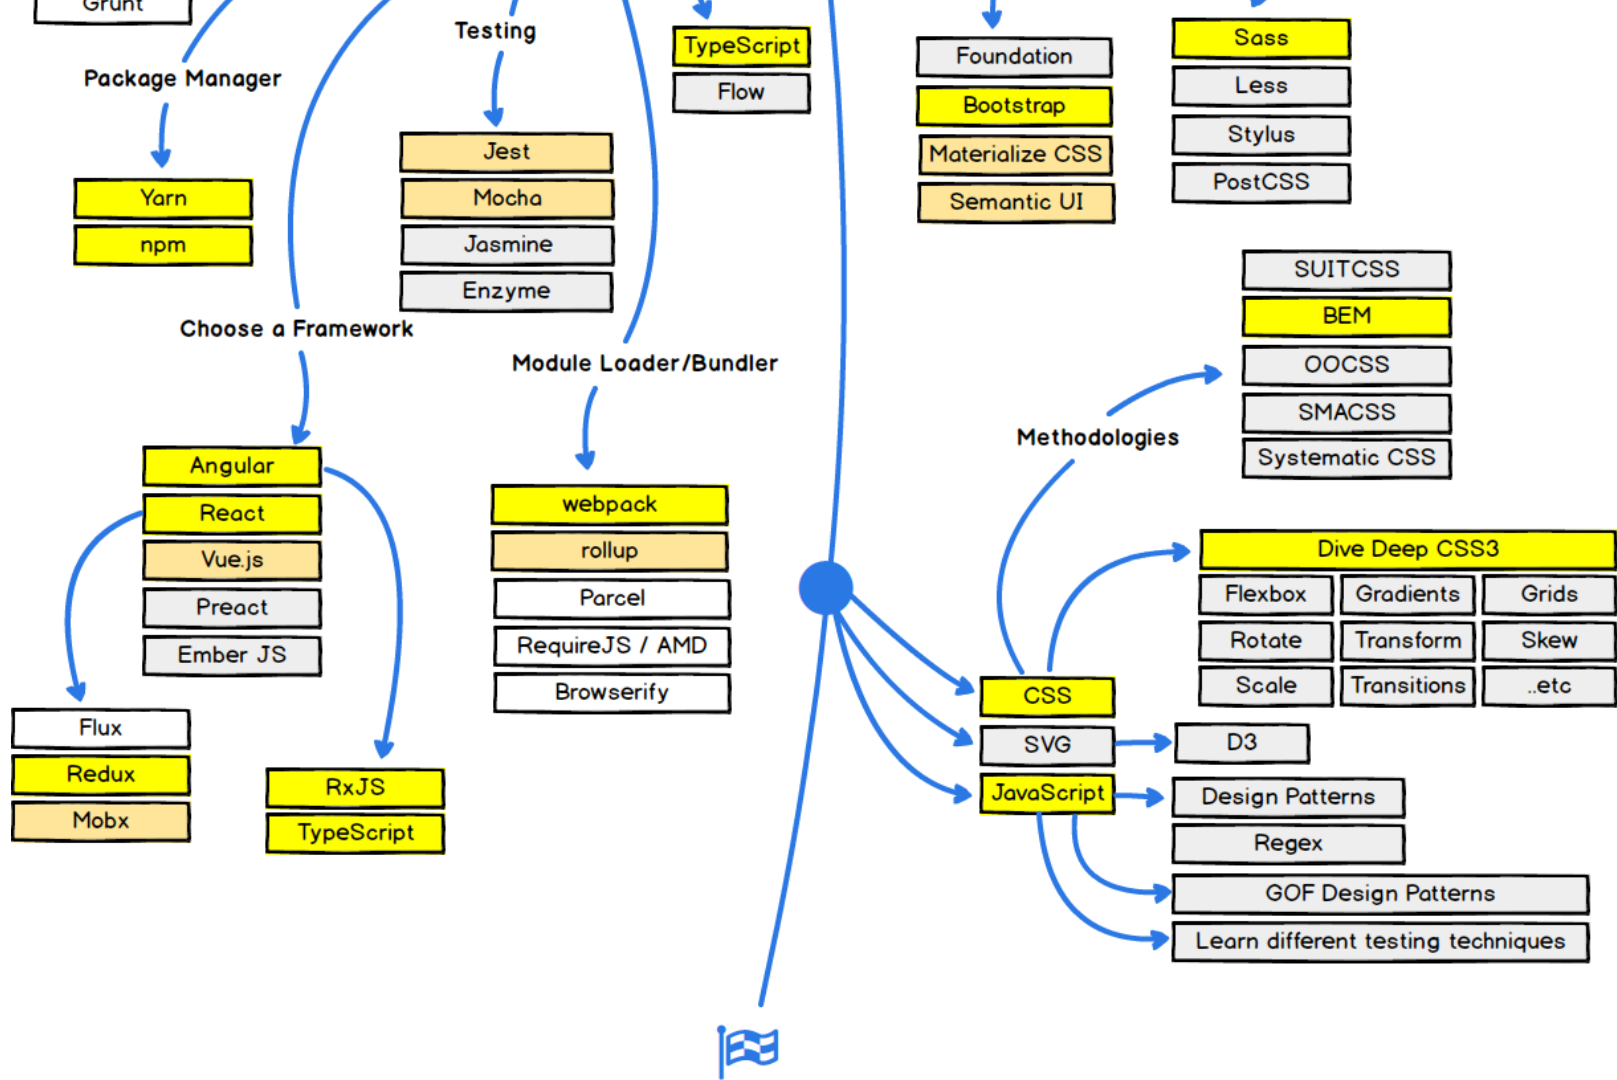 Grunt
Package Manager
Yarn
npm
Testing
Jest
Mocha
Jasmine
Enzyme
TypeScript
Flow
Foundation
Bootstrap
Materialize CSS
Semantic UI
Sass
Less
Stylus
PostCSS
Choose a Framework
Angular
React
Vue.js
Preact
Ember JS
Flux
Redux
Mobx
RxJS
TypeScript
Module Loader/Bundler
webpack
rollup
Parcel
RequireJS / AMD
Browserify
Methodologies
SUITCSS
BEM
OOCSS
SMACSS
Systematic CSS
Dive Deep CSS3
Flexbox
Gradients
Grids
Rotate
Transform
Skew
Scale
Transitions
..etc
CSS
SVG
D3
JavaScript
Design Patterns
Regex
GOF Design Patterns
Learn different testing techniques